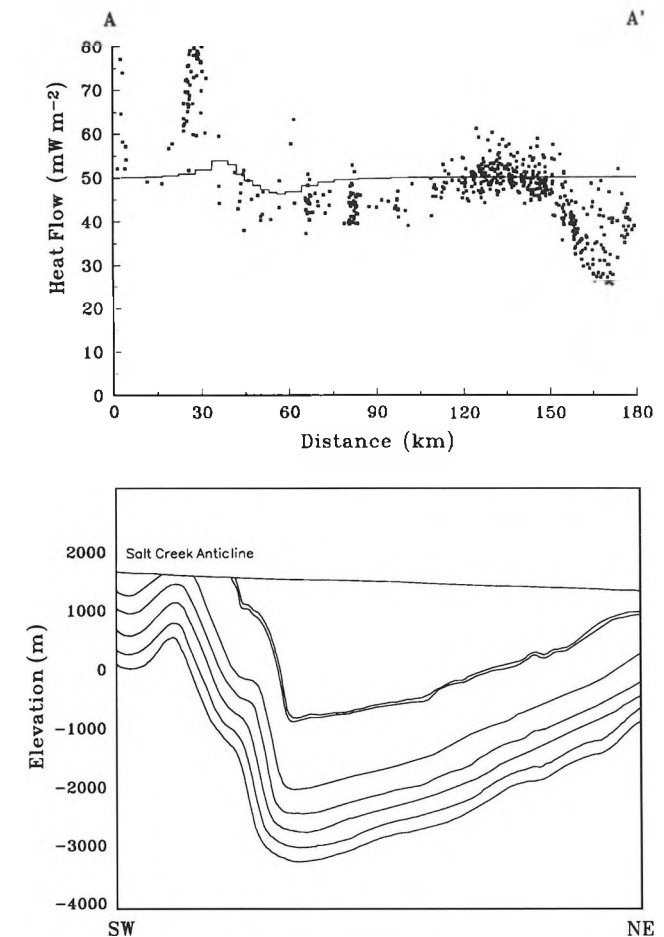 A A'
80
70
60
50
40
30
20
10
0
Heat Flow (mW m−2)
0 30 60 90 120 150 180
Distance (km)
Salt Creek Anticline
2000
1000
0
−1000
−2000
−3000
−4000
Elevation (m)
SW NE